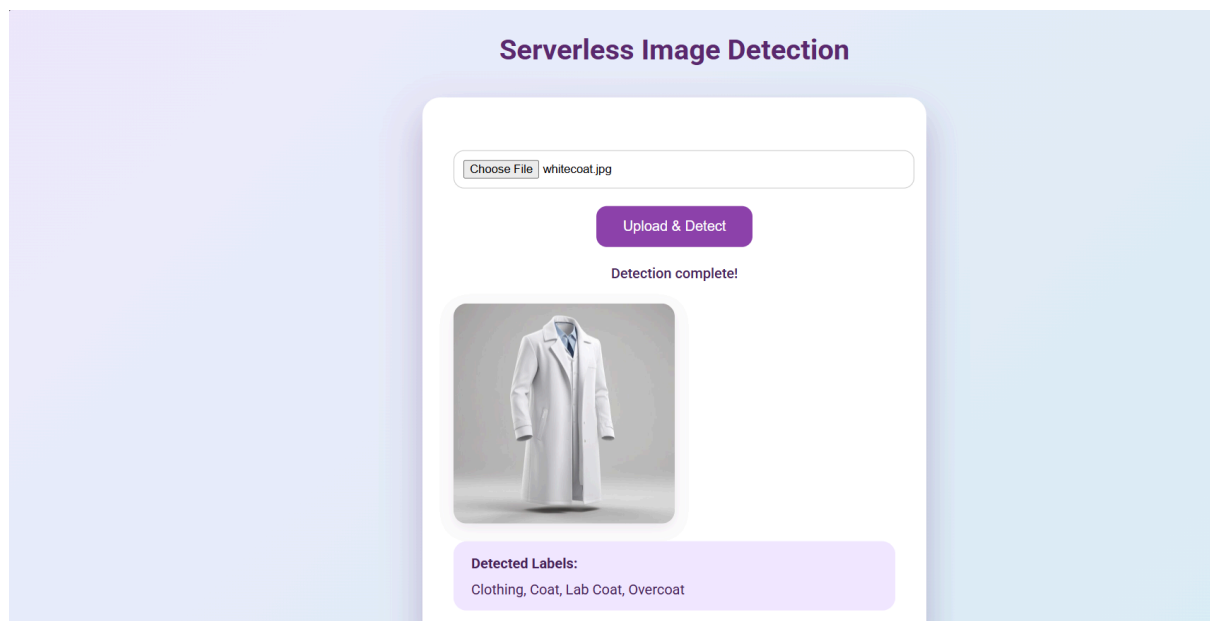 Serverless Image Detection
Choose File whitecoat.jpg
Upload & Detect
Detection complete!
Detected Labels:
Clothing, Coat, Lab Coat, Overcoat